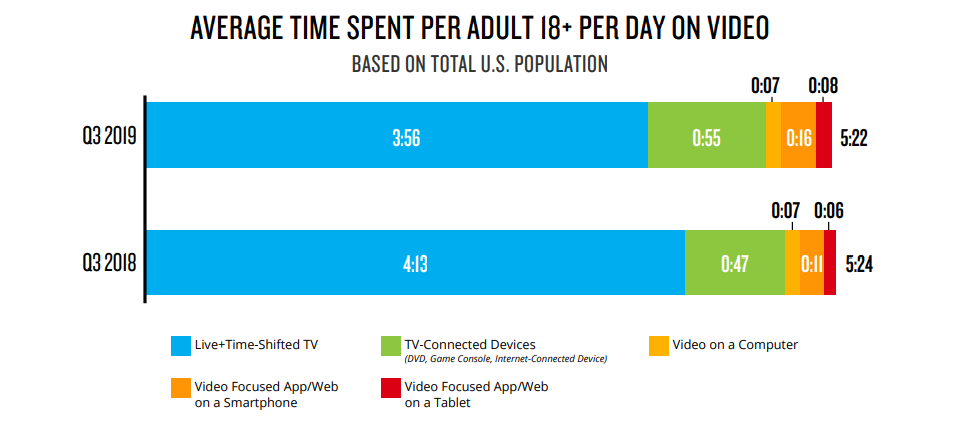 AVERAGE TIME SPENT PER ADULT 18+ PER DAY ON VIDEO
BASED ON TOTAL U.S. POPULATION
0:07 0:08
Q3 2019 3:56 0:55 0:16 5:22
0:07 0:06
Q3 2018 4:13 0:47 0:11 5:24
Live+Time-Shifted TV TV-Connected Devices Video on a Computer
(DVD, Game Console, Internet-Connected Device)
Video Focused App/Web Video Focused App/Web
on a Smartphone on a Tablet